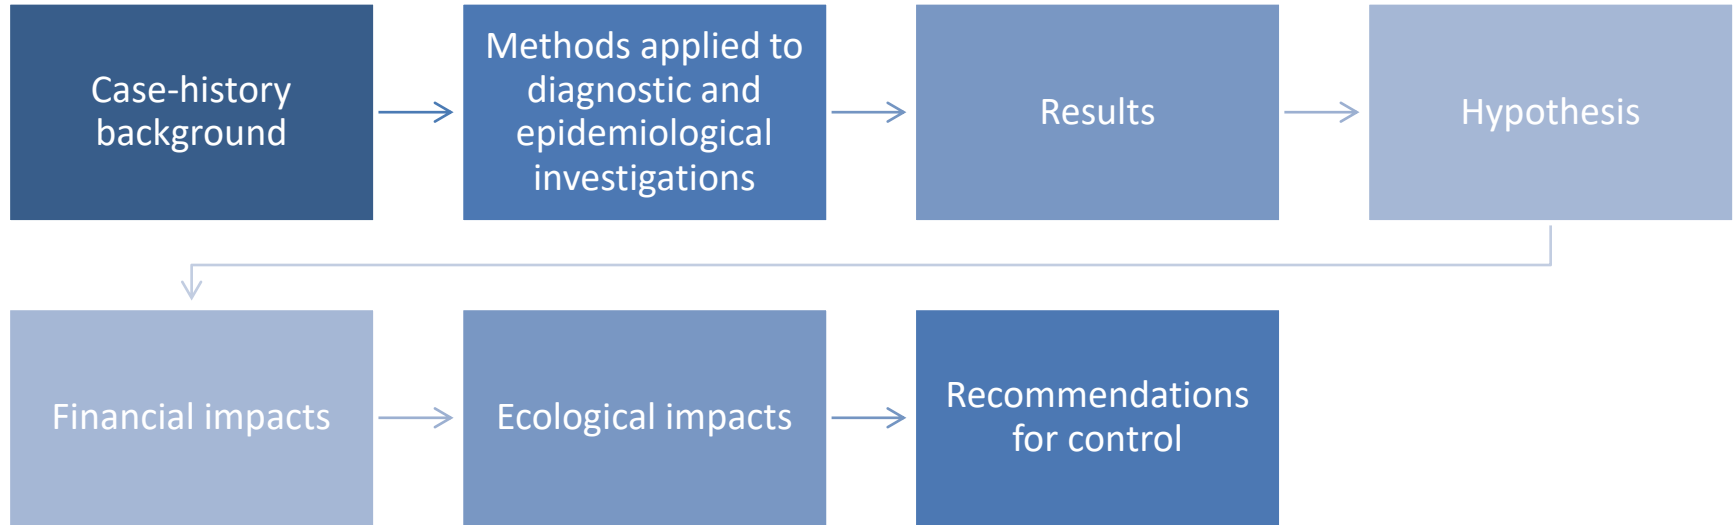 Case-history
background
Methods applied to
diagnostic and
epidemiological
investigations
Results
Hypothesis
Financial impacts
Ecological impacts
Recommendations
for control